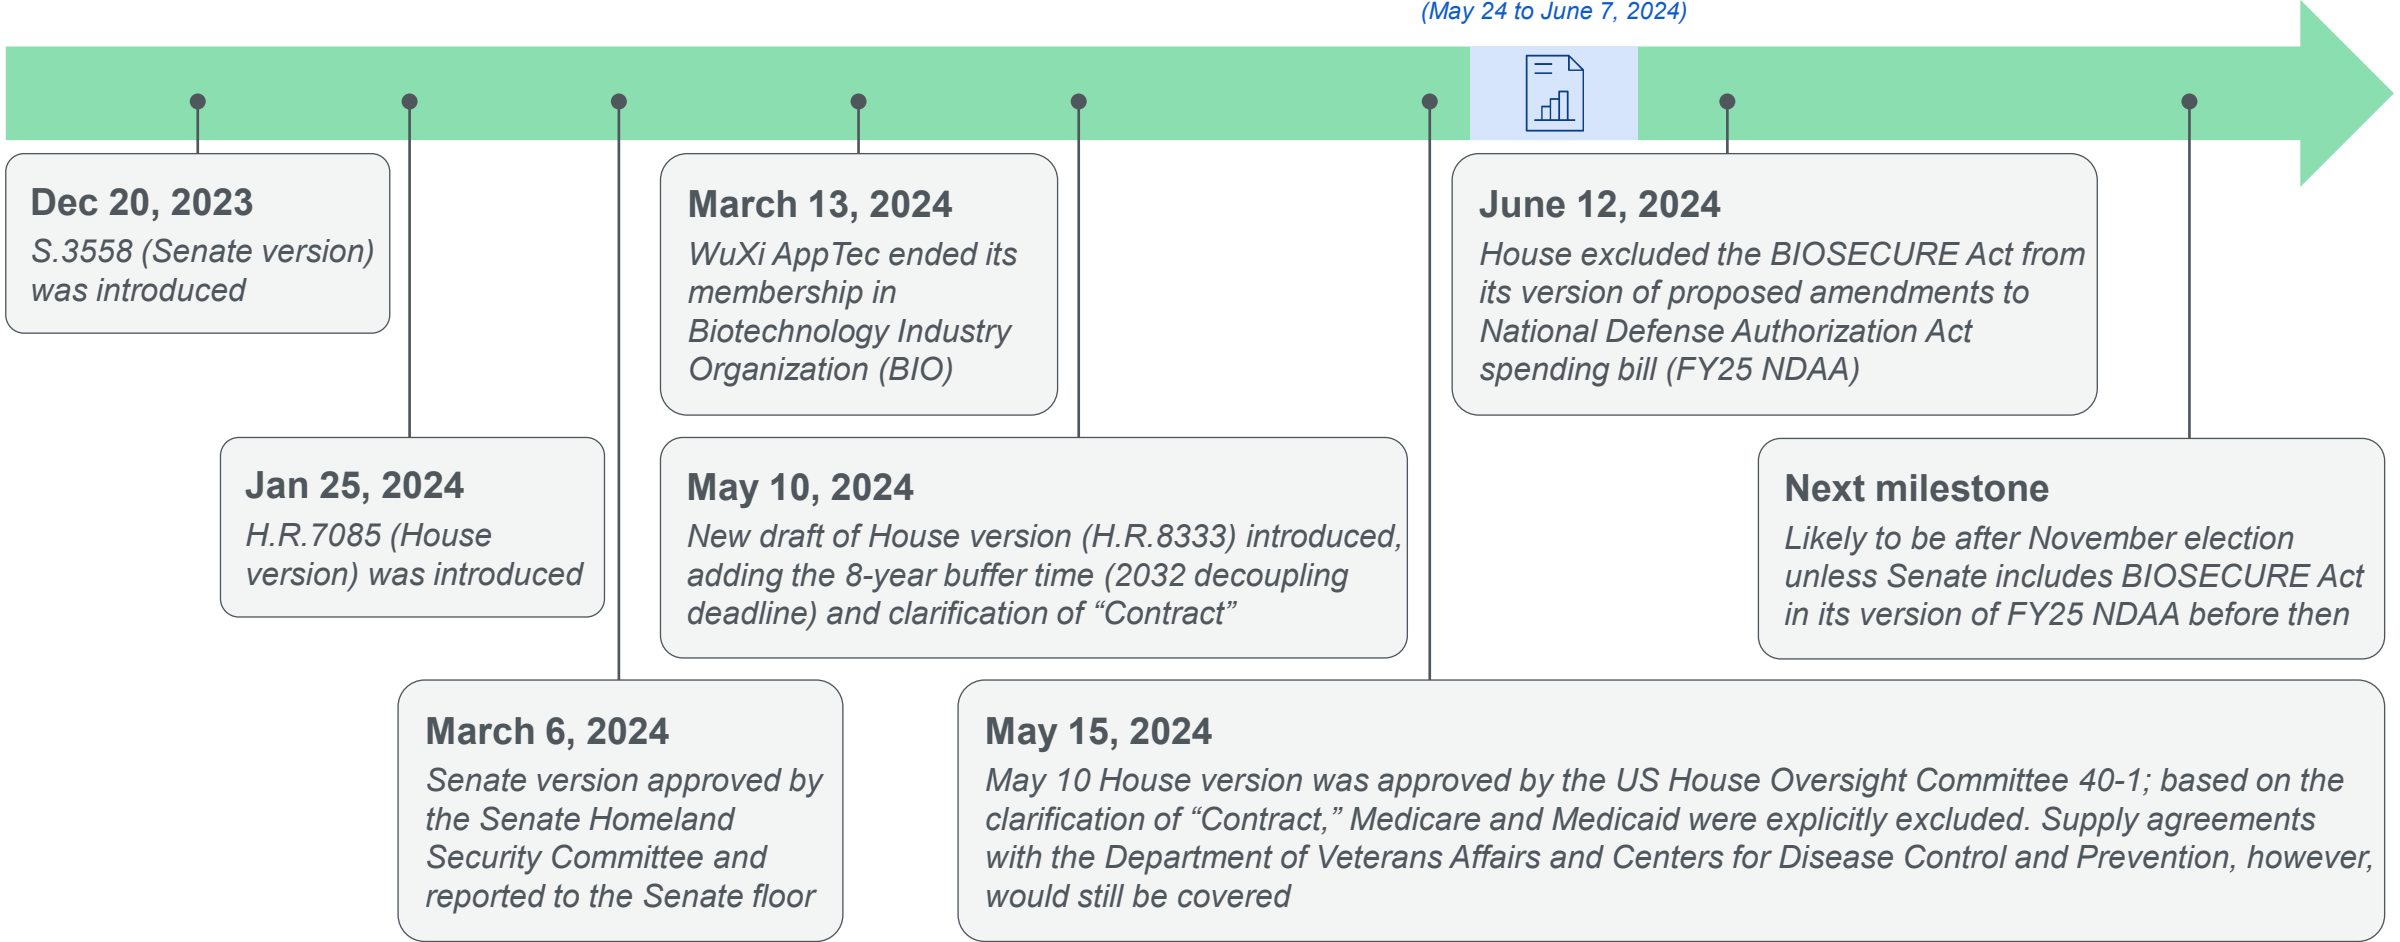 (May 24 to June 7, 2024)
Dec 20, 2023
S.3558 (Senate version)
was introduced
Jan 25, 2024
H.R.7085 (House
version) was introduced
March 6, 2024
Senate version approved by
the Senate Homeland
Security Committee and
reported to the Senate floor
March 13, 2024
WuXi AppTec ended its
membership in
Biotechnology Industry
Organization (BIO)
May 10, 2024
New draft of House version (H.R.8333) introduced,
adding the 8-year buffer time (2032 decoupling
deadline) and clarification of “Contract”
May 15, 2024
May 10 House version was approved by the US House Oversight Committee 40-1; based on the
clarification of “Contract,” Medicare and Medicaid were explicitly excluded. Supply agreements
with the Department of Veterans Affairs and Centers for Disease Control and Prevention, however,
would still be covered
June 12, 2024
House excluded the BIOSECURE Act from
its version of proposed amendments to
National Defense Authorization Act
spending bill (FY25 NDAA)
Next milestone
Likely to be after November election
unless Senate includes BIOSECURE Act
in its version of FY25 NDAA before then